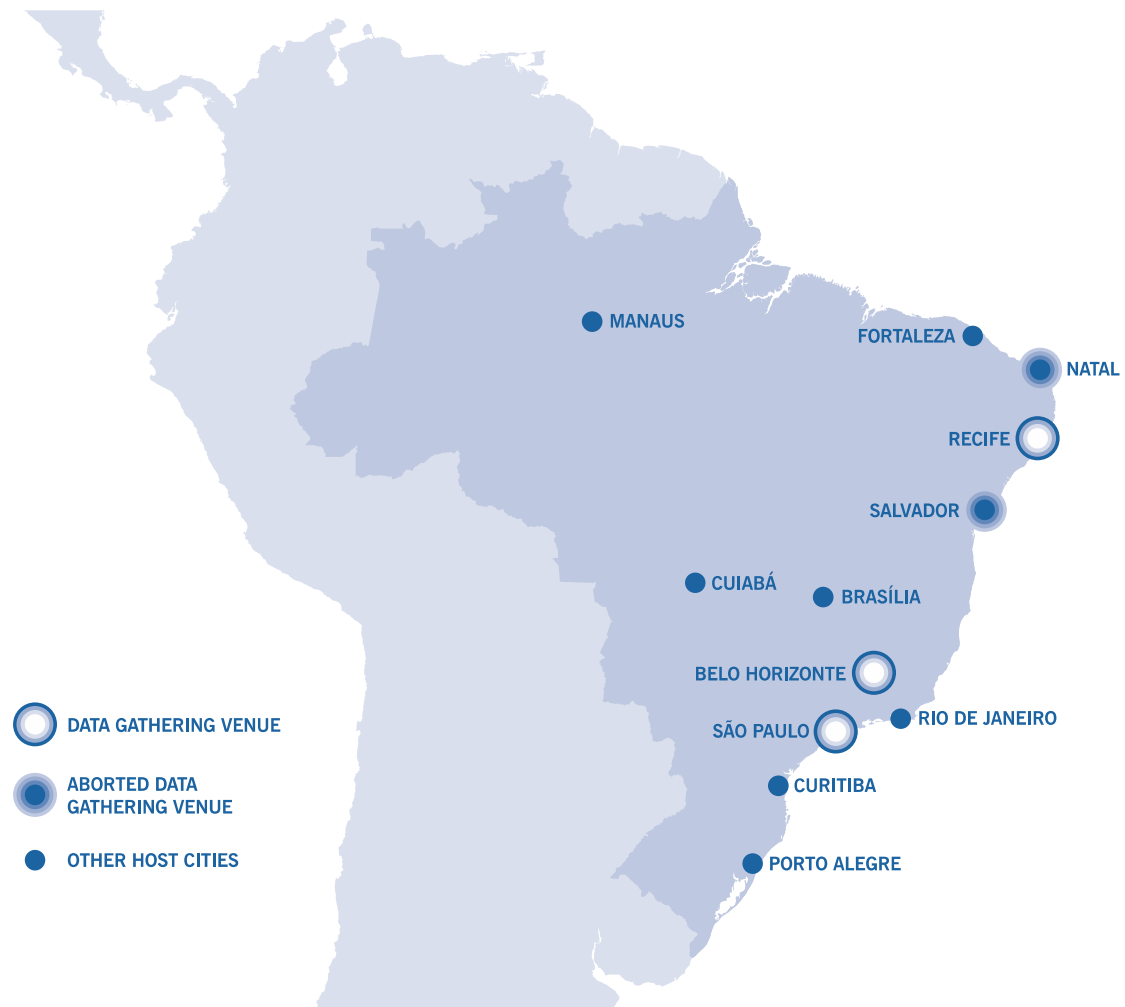 MANAUS
FORTALEZA
NATAL
RECIFE
SALVADOR
CUIABÁ
BRASÍLIA
BELO HORIZONTE
RIO DE JANEIRO
SÃO PAULO
CURITIBA
PORTO ALEGRE
DATA GATHERING VENUE
ABORTED DATA
GATHERING VENUE
OTHER HOST CITIES